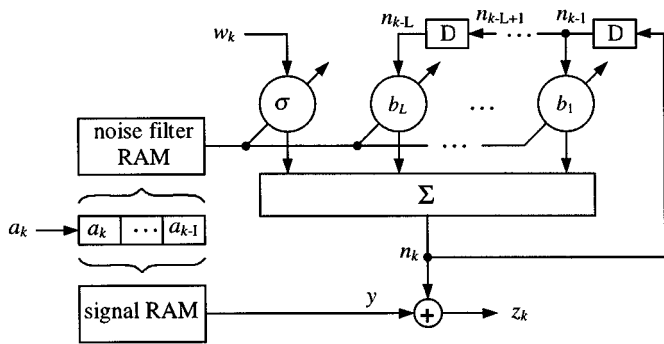 w_k n_{k-L} D n_{k-L+1} ... n_{k-1} D
σ b_L ... b_1
noise filter
RAM
...
Σ
a_k a_k ... a_{k-I}
n_k
signal RAM y + z_k